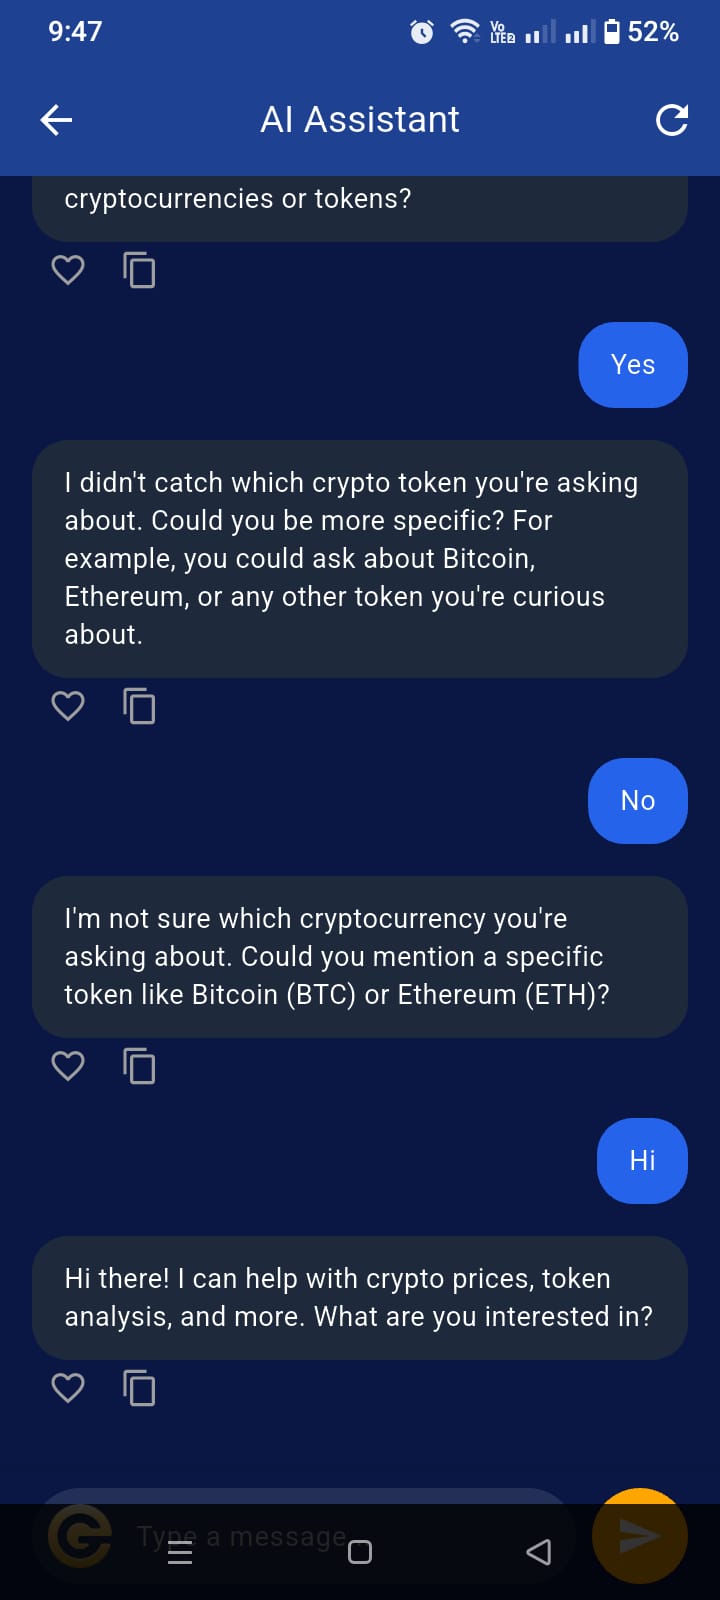 9:47
Vo
LTE2
52%
AI Assistant
cryptocurrencies or tokens?
Yes
I didn't catch which crypto token you're asking
about. Could you be more specific? For
example, you could ask about Bitcoin,
Ethereum, or any other token you're curious
about.
No
I'm not sure which cryptocurrency you're
asking about. Could you mention a specific
token like Bitcoin (BTC) or Ethereum (ETH)?
Hi
Hi there! I can help with crypto prices, token
analysis, and more. What are you interested in?
Type a message...